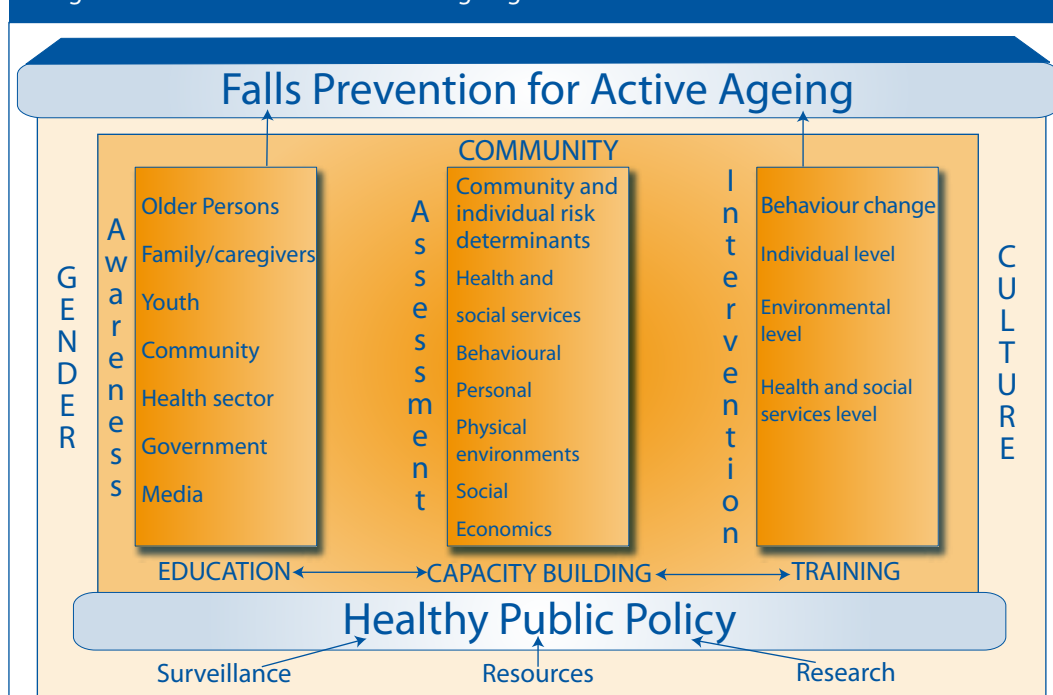 Falls Prevention for Active Ageing
COMMUNITY
GENDER
Awareness
Older Persons
Family/caregivers
Youth
Community
Health sector
Government
Media
Assessment
Community and
individual risk
determinants
Health and
social services
Behavioural
Personal
Physical
environments
Social
Economics
Intervention
Behaviour change
Individual level
Environmental
level
Health and social
services level
CULTURE
EDUCATION
CAPACITY BUILDING
TRAINING
Healthy Public Policy
Surveillance
Resources
Research